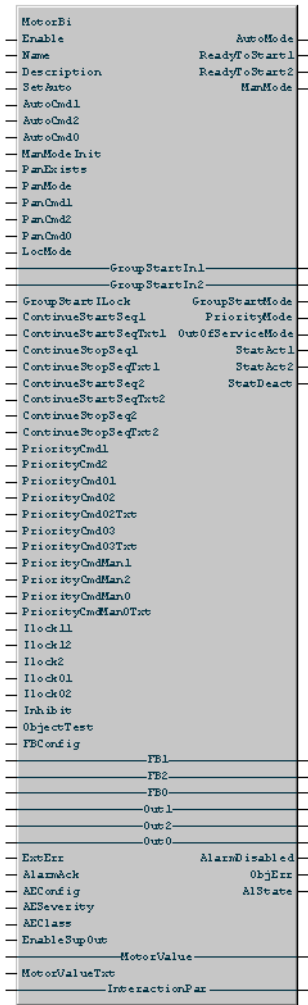 MotorBi
Enable AutoMode
Name ReadyToStart1
Description ReadyToStart2
SetAuto ManMode
AutoCmd1
AutoCmd2
AutoCmd0
ManModeInit
PanExists
PanMode
PanCmd1
PanCmd2
PanCmd0
LocMode
GroupStartIn1
GroupStartIn2
GroupStartILock GroupStartMode
ContinueStartSeq1 PriorityMode
ContinueStartSeqTxt1 OutOfServiceMode
ContinueStopSeq1 StatAct1
ContinueStopSeqTxt1 StatAct2
ContinueStartSeq2 StatDeact
ContinueStartSeqTxt2
ContinueStopSeq2
ContinueStopSeqTxt2
PriorityCmd1
PriorityCmd2
PriorityCmd01
PriorityCmd02
PriorityCmd02Txt
PriorityCmd03
PriorityCmd03Txt
PriorityCmdMan1
PriorityCmdMan2
PriorityCmdMan0
PriorityCmdMan0Txt
Ilock11
Ilock12
Ilock2
Ilock01
Ilock02
Inhibit
ObjectTest
FBConfig
FB1
FB2
FB0
Out1
Out2
Out0
ExtErr AlarmDisabled
AlarmAck ObjErr
AEConfig AlState
AESeverity
AEClass
EnableSupOut
MotorValue
MotorValueTxt
InteractionPar